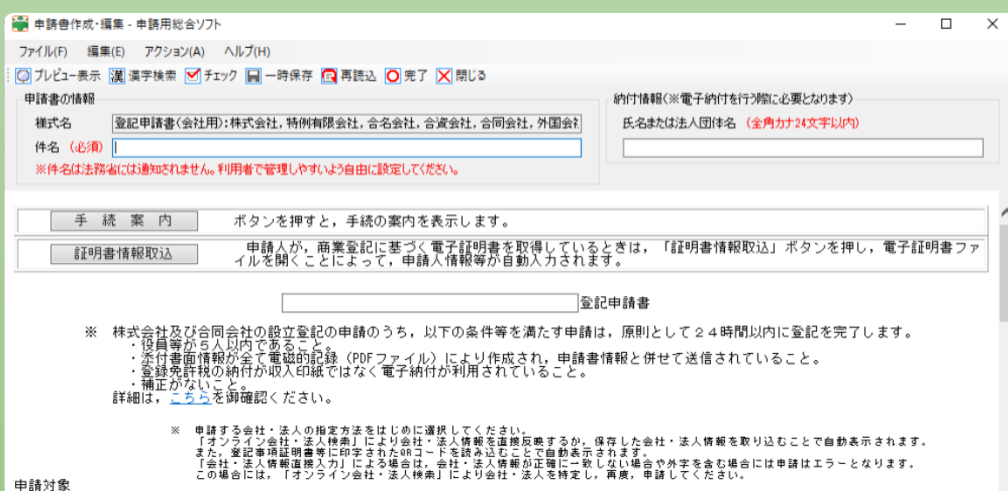 申請書作成・編集 - 申請用総合ソフト
ファイル(F) 編集(E) アクション(A) ヘルプ(H)
プレビュー表示 漢 漢字検索 チェック 一時保存 再読込 完了 閉じる
申請書の情報
納付情報(※電子納付を行う際に必要となります)
様式名 登記申請書(会社用):株式会社, 特例有限会社, 合名会社, 合資会社, 合同会社, 外国会社
氏名または法人団体名 (全角カナ24文字以内)
件名 (必須)
※件名は法務省には通知されません。利用者で管理しやすいよう自由に設定してください。
手 続 案 内 ボタンを押すと，手続の案内を表示します。
証明書情報取込 申請人が，商業登記に基づく電子証明書を取得しているときは，「証明書情報取込」ボタンを押し，電子証明書ファ
イルを開くことによって，申請人情報等が自動入力されます。
登記申請書
※ 株式会社及び合同会社の設立登記の申請のうち，以下の条件等を満たす申請は，原則として２４時間以内に登記を完了します。
・役員等が５人以内であること。
・添付書面情報が全て電磁的記録（PDFファイル）により作成され，申請書情報と併せて送信されていること。
・登録免許税の納付が収入印紙ではなく電子納付が利用されていること。
・補正がないこと。
詳細は，こちらを御確認ください。
※ 申請する会社・法人の指定方法をはじめに選択してください。
「オンライン会社・法人検索」により会社・法人情報を直接反映するか，保存した会社・法人情報を取り込むことで自動表示されます。
また，登記事項証明書等に印字されたQRコードを読み込むことで自動表示されます。
「会社・法人情報直接入力」による場合は，会社・法人情報が正確に一致しない場合や外字を含む場合には申請はエラーとなります。
この場合には，「オンライン会社・法人検索」により会社・法人を特定し，再度，申請してください。
申請対象